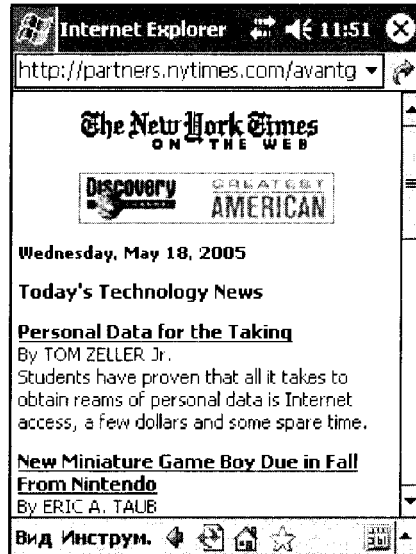 Internet Explorer 11:51
http://partners.nytimes.com/avantg
The New York Times
ON THE WEB
Discovery GREATEST AMERICAN
Wednesday, May 18, 2005
Today's Technology News
Personal Data for the Taking
By TOM ZELLER Jr.
Students have proven that all it takes to
obtain reams of personal data is Internet
access, a few dollars and some spare time.
New Miniature Game Boy Due in Fall
From Nintendo
By ERIC A. TAUB
Вид Инструм.